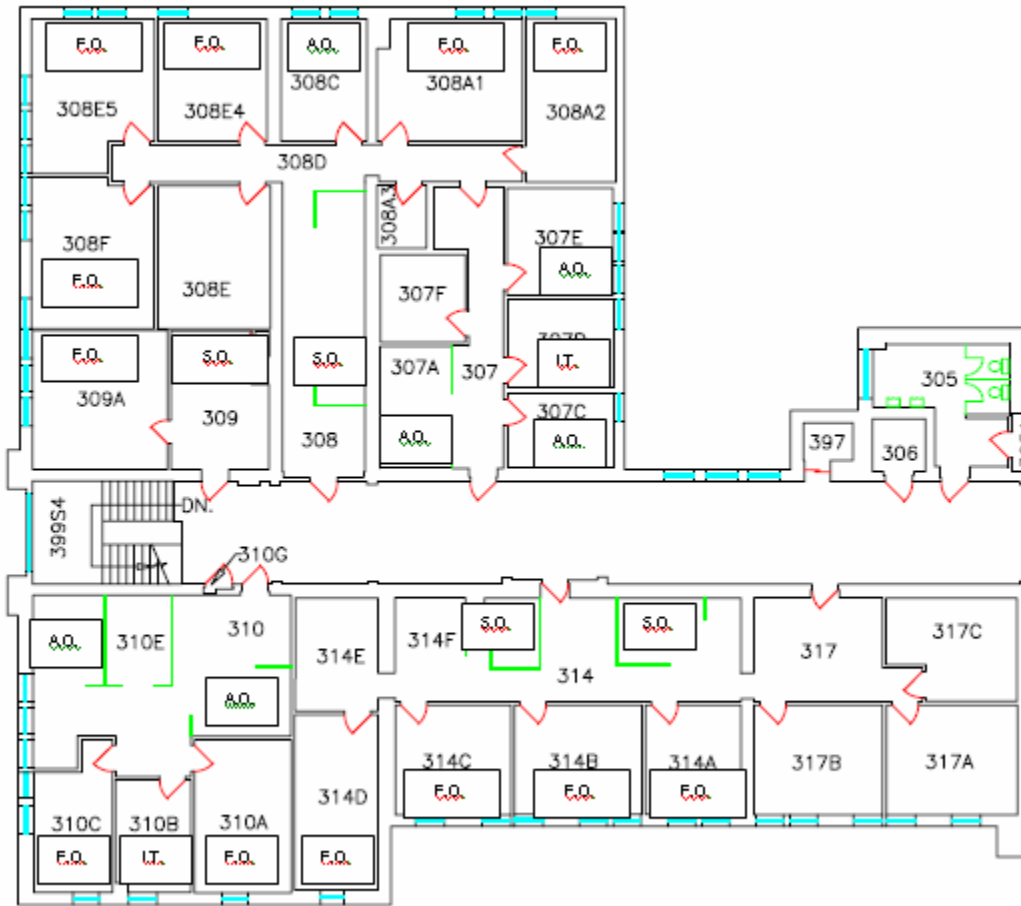 F.O.
F.O.
A.O.
F.O.
F.O.
308E5
308E4
308C
308A1
308A2
308D
308A3
308F
F.O.
308E
307E
A.O.
307F
307D
I.T.
F.O.
309A
S.O.
309
S.O.
308
307A
307
A.O.
307C
A.O.
305
397
306
399S4
DN.
310G
A.O.
310E
310
A.O.
314E
314F
S.O.
S.O.
314
317
317C
314C
F.O.
314B
F.O.
314A
F.O.
317B
317A
310C
F.O.
310B
I.T.
310A
F.O.
314D
F.O.